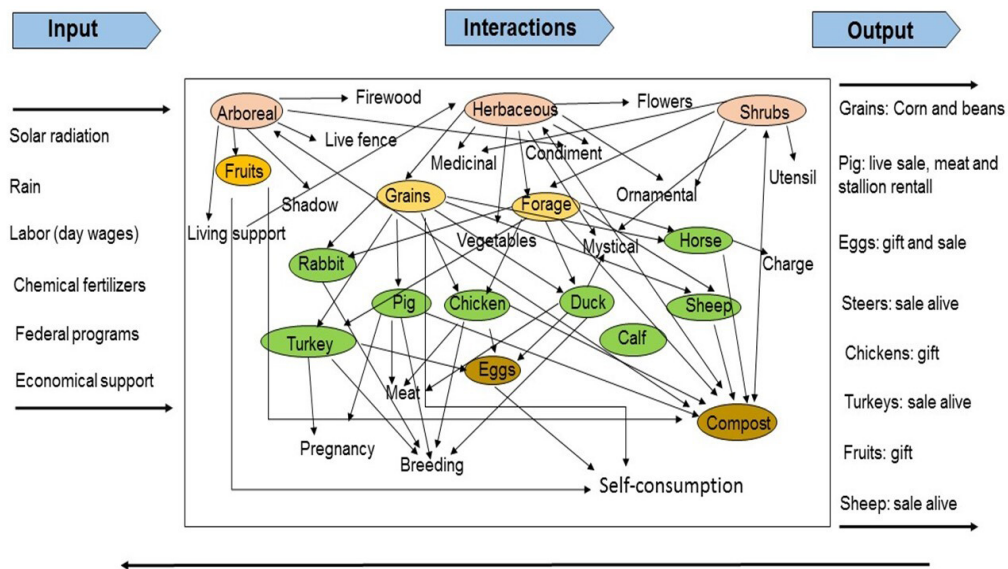 Input
Interactions
Output
Solar radiation
Rain
Labor (day wages)
Chemical fertilizers
Federal programs
Economical support
Arboreal
Firewood
Herbaceous
Flowers
Shrubs
Live fence
Medicinal
Condiment
Fruits
Utensil
Shadow
Grains
Forage
Ornamental
Living support
Vegetables
Mystical
Horse
Charge
Rabbit
Pig
Chicken
Duck
Sheep
Turkey
Calf
Eggs
Meat
Compost
Pregnancy
Breeding
Self-consumption
Grains: Corn and beans
Pig: live sale, meat and
stallion rentall
Eggs: gift and sale
Steers: sale alive
Chickens: gift
Turkeys: sale alive
Fruits: gift
Sheep: sale alive